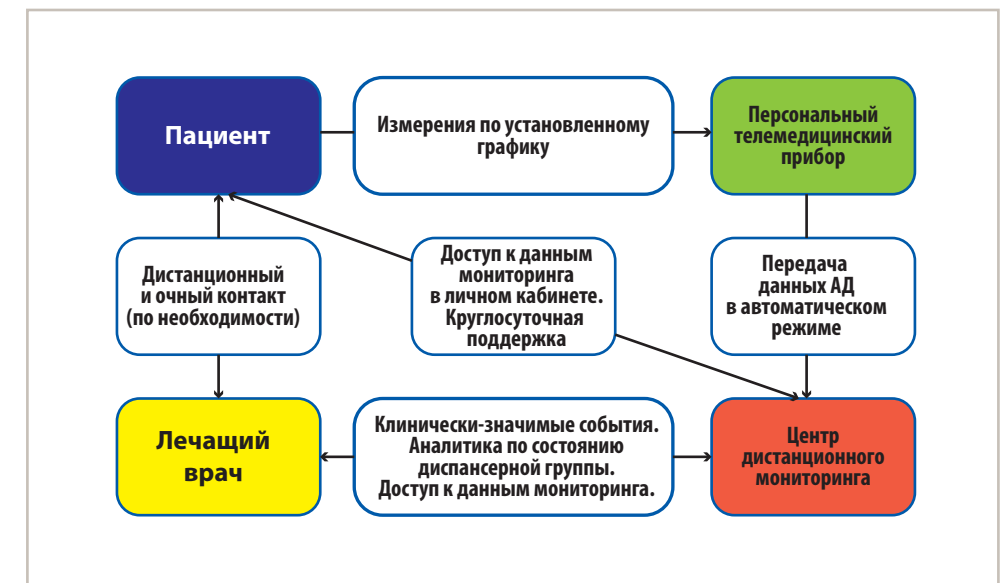 Пациент
Измерения по установленному
графику
Персональный
телемедицинский
прибор
Дистанционный
и очный контакт
(по необходимости)
Доступ к данным
мониторинга
в личном кабинете.
Круглосуточная
поддержка
Передача
данных АД
в автоматическом
режиме
Лечащий
врач
Клинически-значимые события.
Аналитика по состоянию
диспансерной группы.
Доступ к данным мониторинга.
Центр
дистанционного
мониторинга